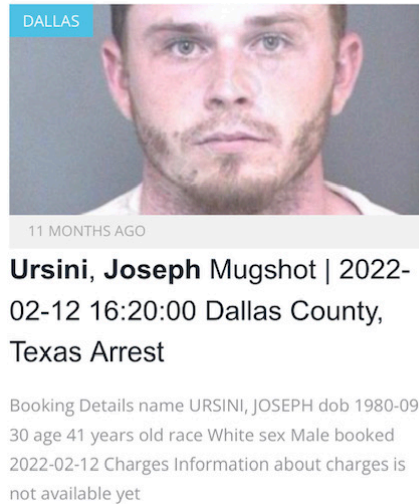 DALLAS
11 MONTHS AGO
Ursini, Joseph Mugshot | 2022-
02-12 16:20:00 Dallas County,
Texas Arrest
Booking Details name URSINI, JOSEPH dob 1980-09
30 age 41 years old race White sex Male booked
2022-02-12 Charges Information about charges is
not available yet